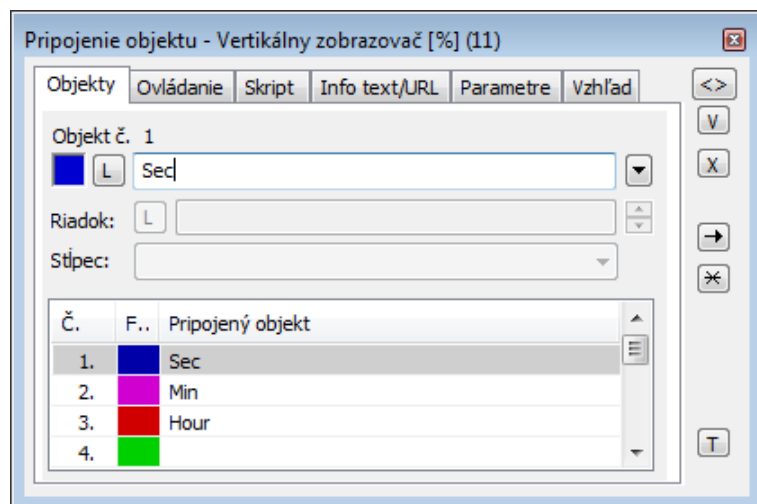 Pripojenie objektu - Vertikálny zobrazovač [%] (11)
Objekty Ovládanie Skript Info text/URL Parametre Vzhľad
<>
V
Objekt č. 1
L Sec
X
Riadok: L
Stĺpec:
Č. F.. Pripojený objekt
1. Sec
2. Min
3. Hour
4.
T